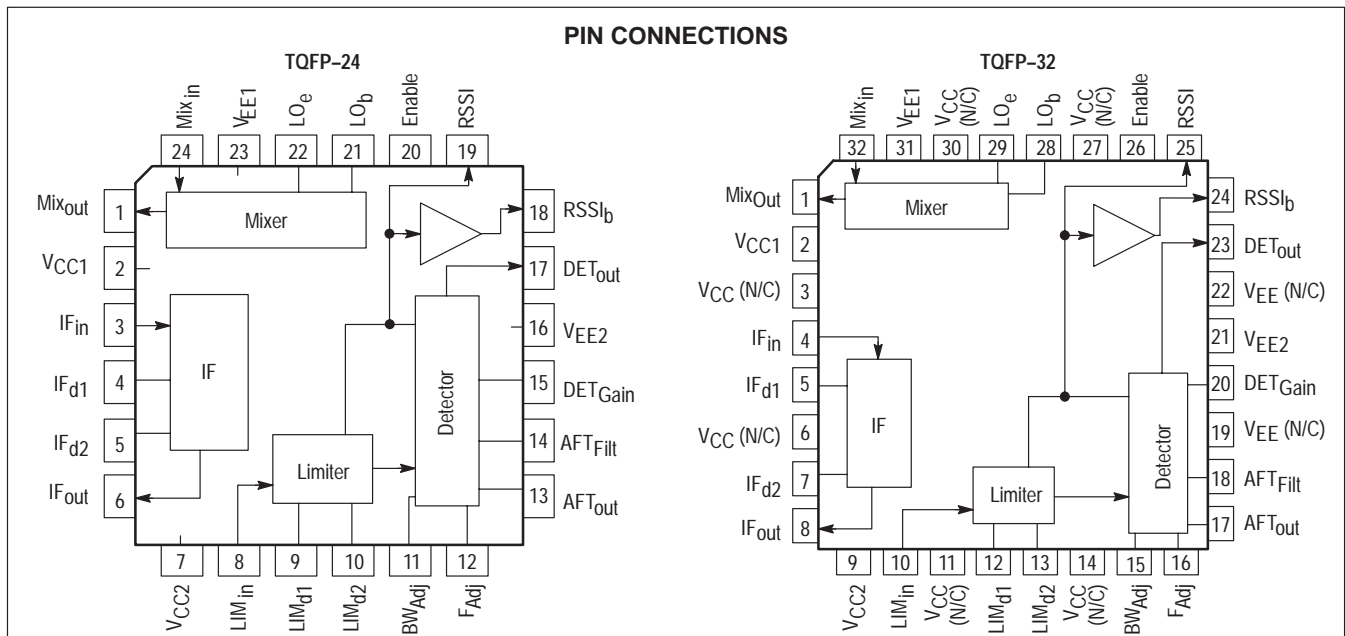 PIN CONNECTIONS
TQFP–24
Mixin
VEE1
LOe
LOb
Enable
RSSI
24
23
22
21
20
19
Mixout
1
VCC1
2
IFin
3
IFd1
4
IFd2
5
IFout
6
Mixer
IF
Limiter
Detector
18
RSSIb
17
DETout
16
VEE2
15
DETGain
14
AFTFilt
13
AFTout
7
8
9
10
11
12
VCC2
LIMin
LIMd1
LIMd2
BWAdj
FAdj
TQFP–32
Mixin
VEE1
VCC
(N/C)
LOe
LOb
VCC
(N/C)
Enable
RSSI
32
31
30
29
28
27
26
25
MixOut
1
VCC1
2
VCC (N/C)
3
IFin
4
IFd1
5
VCC (N/C)
6
IFd2
7
IFout
8
Mixer
IF
Limiter
Detector
24
RSSIb
23
DETout
22
VEE (N/C)
21
VEE2
20
DETGain
19
VEE (N/C)
18
AFTFilt
17
AFTout
9
10
11
12
13
14
15
16
VCC2
LIMin
VCC
(N/C)
LIMd1
LIMd2
VCC
(N/C)
BWAdj
FAdj